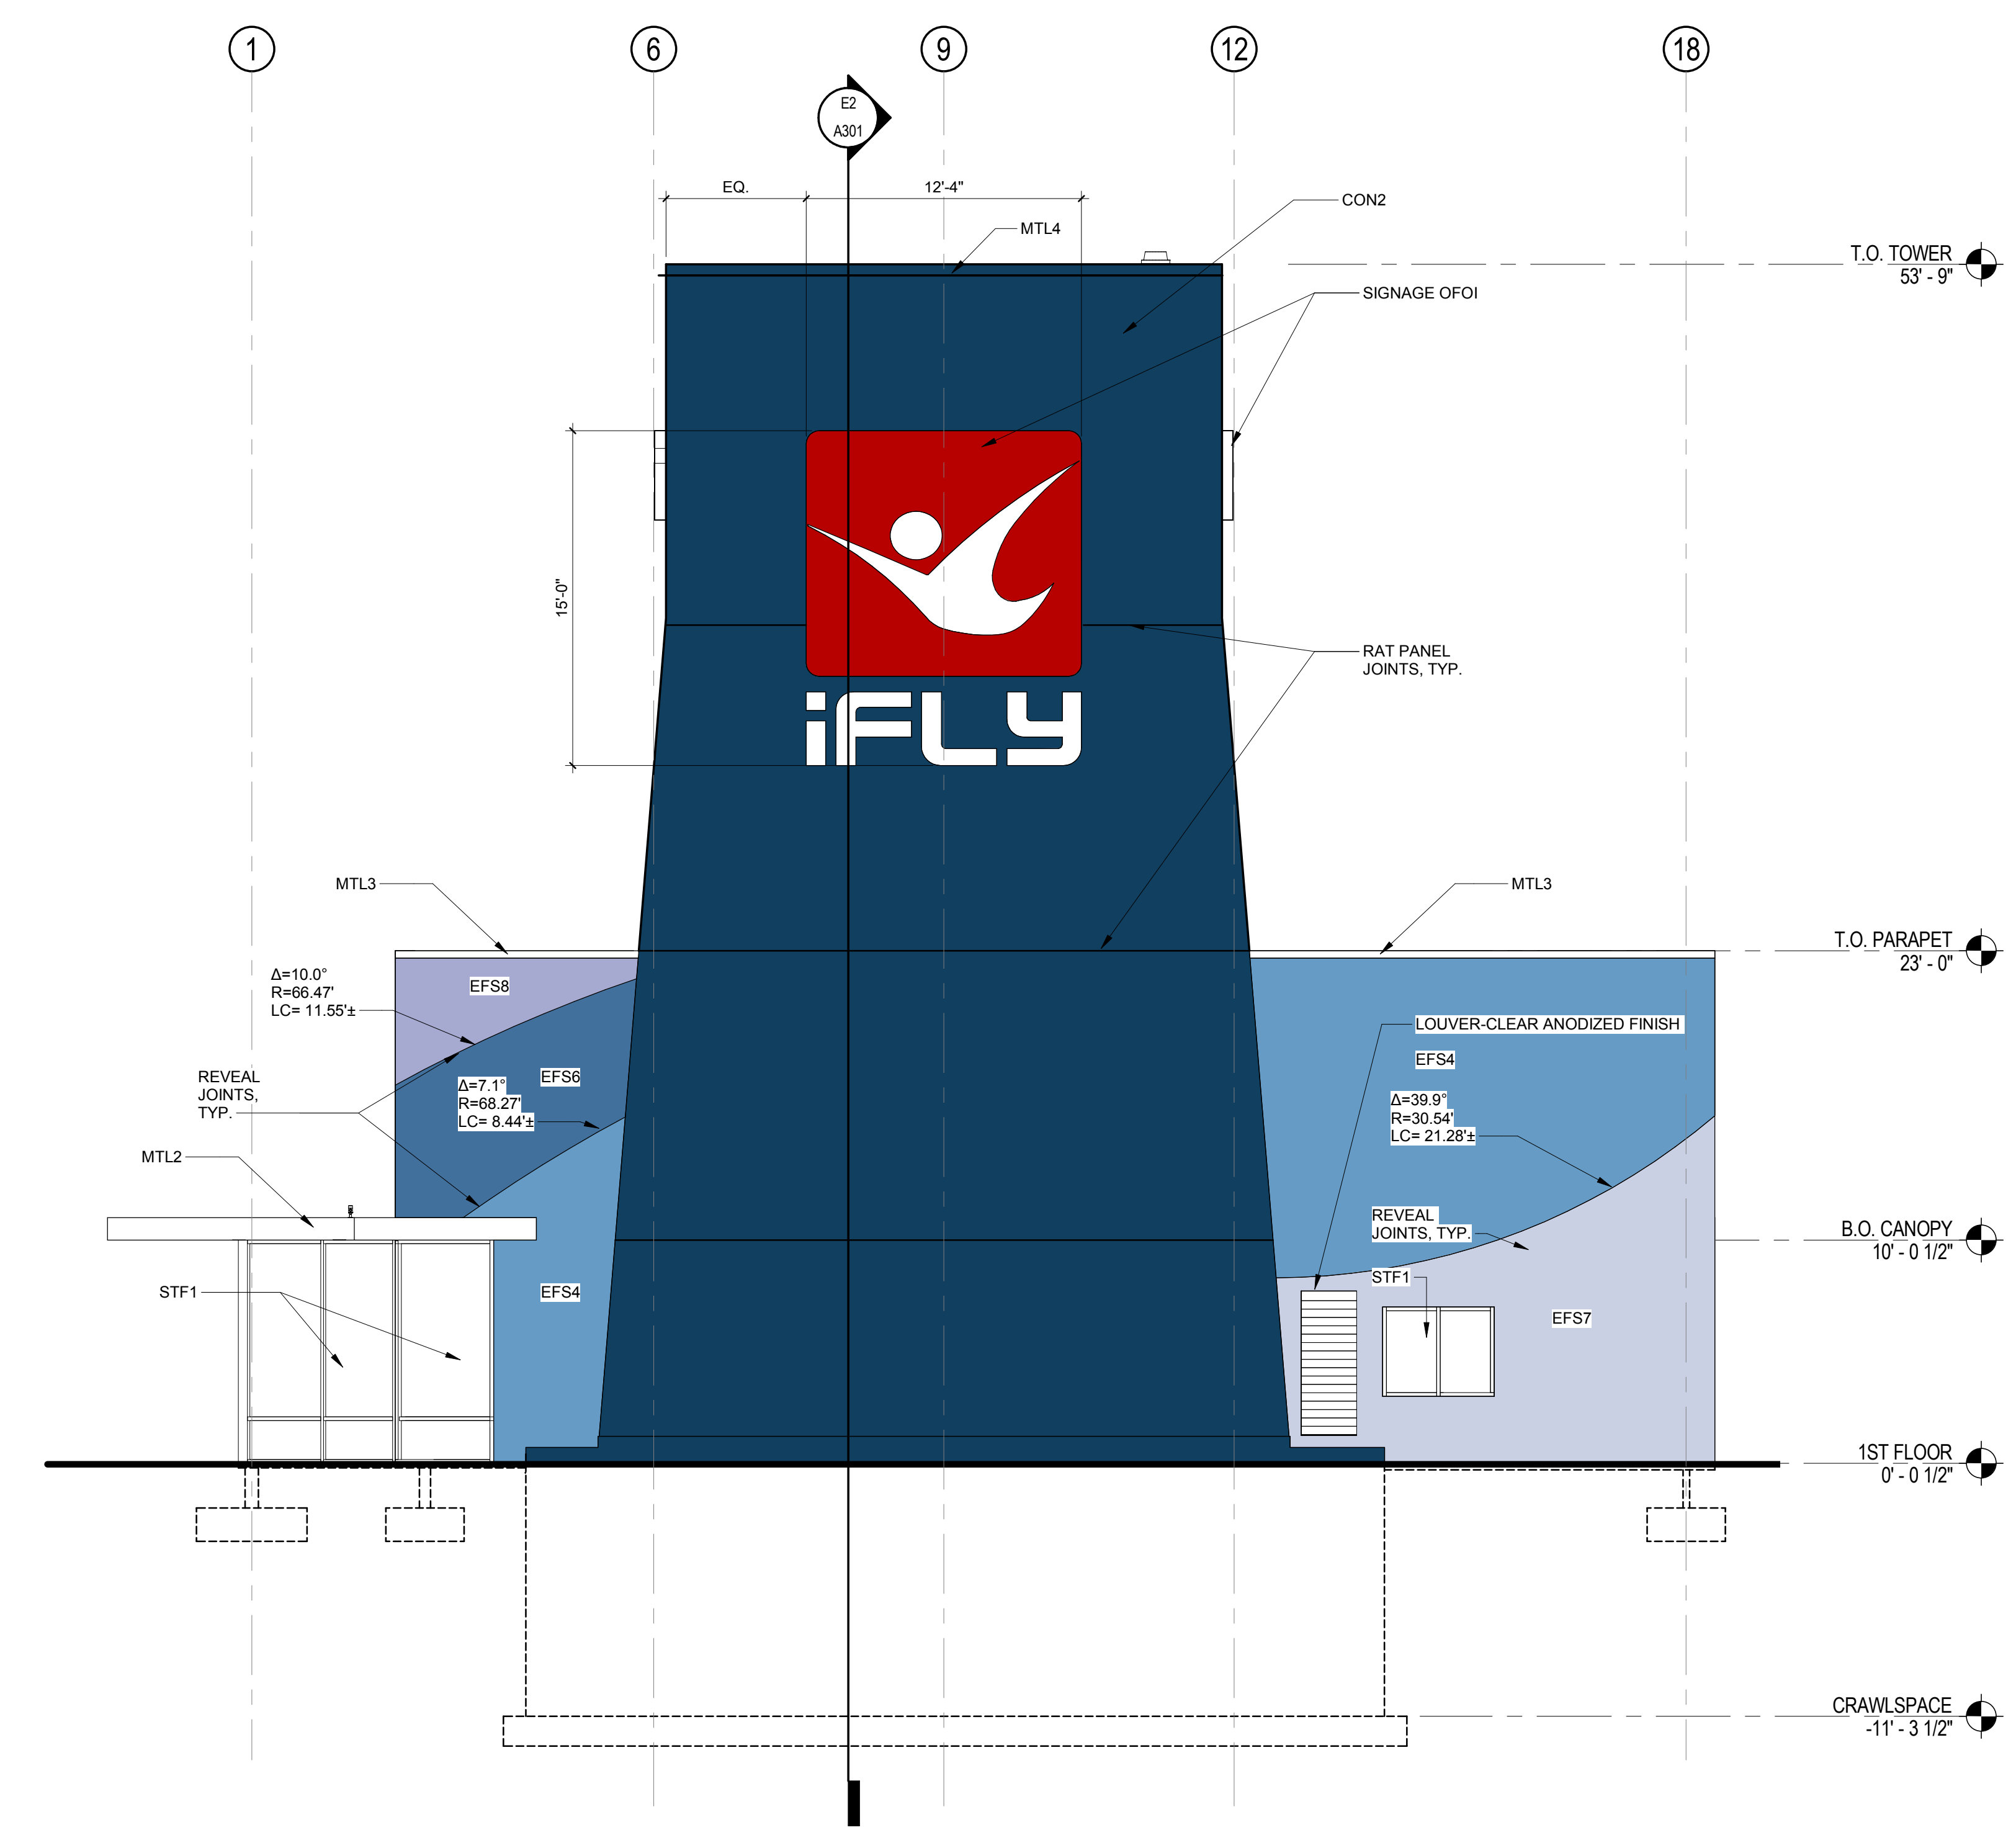 1
6
9
12
18
E2
A301
EQ.
12'-4"
CON2
MTL4
T.O. TOWER
53' - 9"
SIGNAGE OFOI
15'-0"
RAT PANEL
JOINTS, TYP.
iFLY
MTL3
MTL3
T.O. PARAPET
23' - 0"
Δ=10.0°
R=66.47'
LC= 11.55'±
EFS8
LOUVER-CLEAR ANODIZED FINISH
EFS4
REVEAL
JOINTS,
TYP.
EFS6
Δ=7.1°
R=68.27'
LC= 8.44'±
Δ=39.9°
R=30.54'
LC= 21.28'±
MTL2
REVEAL
JOINTS, TYP.
B.O. CANOPY
10' - 0 1/2"
STF1
EFS4
STF1
EFS7
1ST FLOOR
0' - 0 1/2"
CRAWLSPACE
-11' - 3 1/2"